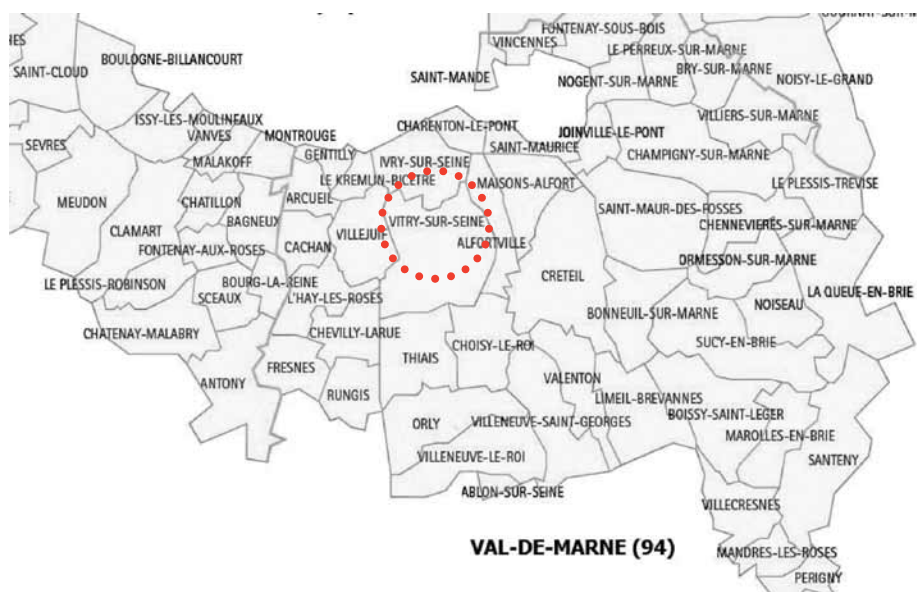 FONTENAY-SOUS-BOIS
VINCENNES
LE PERREUX-SUR-MARNE
SAINT-CLOUD
BOULOGNE-BILLANCOURT
SAINT-MANDE
NOGENT-SUR-MARNE
BRY-SUR-MARNE
NOISY-LE-GRAND
ISSY-LES-MOULINEAUX
VANVES
MONTROUGE
CHARENTON-LE-PONT
JOINVILLE-LE-PONT
VILLIERS-SUR-MARNE
SEVRES
MALAKOFF
GENTILLY
IVRY-SUR-SEINE
SAINT-MAURICE
CHAMPIGNY-SUR-MARNE
LE KREMLIN-BICETRE
MAISONS-ALFORT
LE PLESSIS-TREVISE
MEUDON
CHATILLON
ARCUEIL
SAINT-MAUR-DES-FOSSES
CLAMART
BAGNEUX
VILLEJUIF
VITRY-SUR-SEINE
CHENNEVIERES-SUR-MARNE
FONTENAY-AUX-ROSES
CACHAN
ALFORTVILLE
ORMESSON-SUR-MARNE
LE PLESSIS-ROBINSON
BOURG-LA-REINE
CRETEIL
LA QUEUE-EN-BRIE
SCEAUX
L'HAY-LES-ROSES
BONNEUIL-SUR-MARNE
NOISEAU
CHATENAY-MALABRY
CHEVILLY-LARUE
SUCY-EN-BRIE
THIAIS
CHOISY-LE-ROI
ANTONY
FRESNES
VALENTON
RUNGIS
LIMEIL-BREVANNES
BOISSY-SAINT-LEGER
ORLY
VILLENEUVE-SAINT-GEORGES
MAROLLES-EN-BRIE
VILLENEUVE-LE-ROI
SANTENY
ABLON-SUR-SEINE
VILLECRESNES
VAL-DE-MARNE (94)
MANDRES-LES-ROSES
PERIGNY